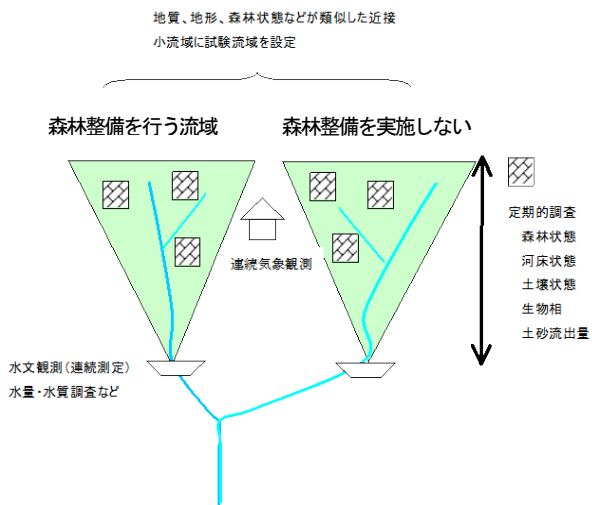 地質、地形、森林状態などが類似した近接
小流域に試験流域を設定
森林整備を行う流域
森林整備を実施しない
連続気象観測
定期的調査
森林状態
河床状態
土壌状態
生物相
土砂流出量
水文観測(連続測定)
水量・水質調査など